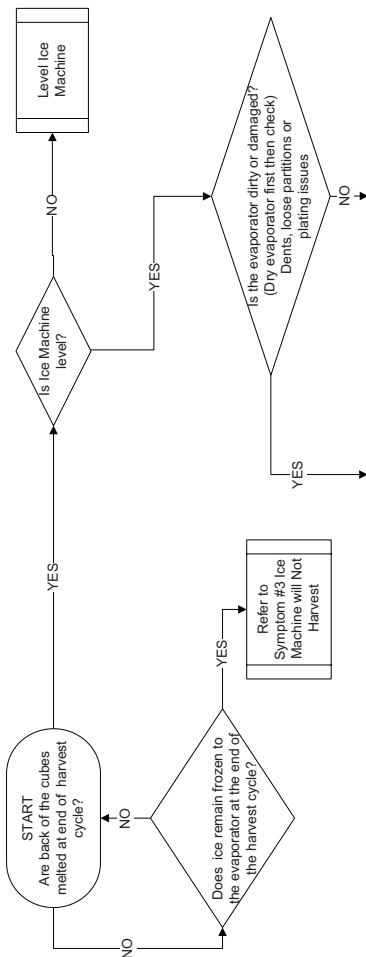 START
Are back of the cubes
melted at end of harvest
cycle?
YES
NO
Is Ice Machine
level?
NO
Level Ice
Machine
YES
Does ice remain frozen to
the evaporator at the end of
the harvest cycle?
NO
YES
Refer to
Symptom #3 Ice
Machine will Not
Harvest
Is the evaporator dirty or damaged?
(Dry evaporator first then check)
Dents, loose partitions or
plating issues
YES
NO